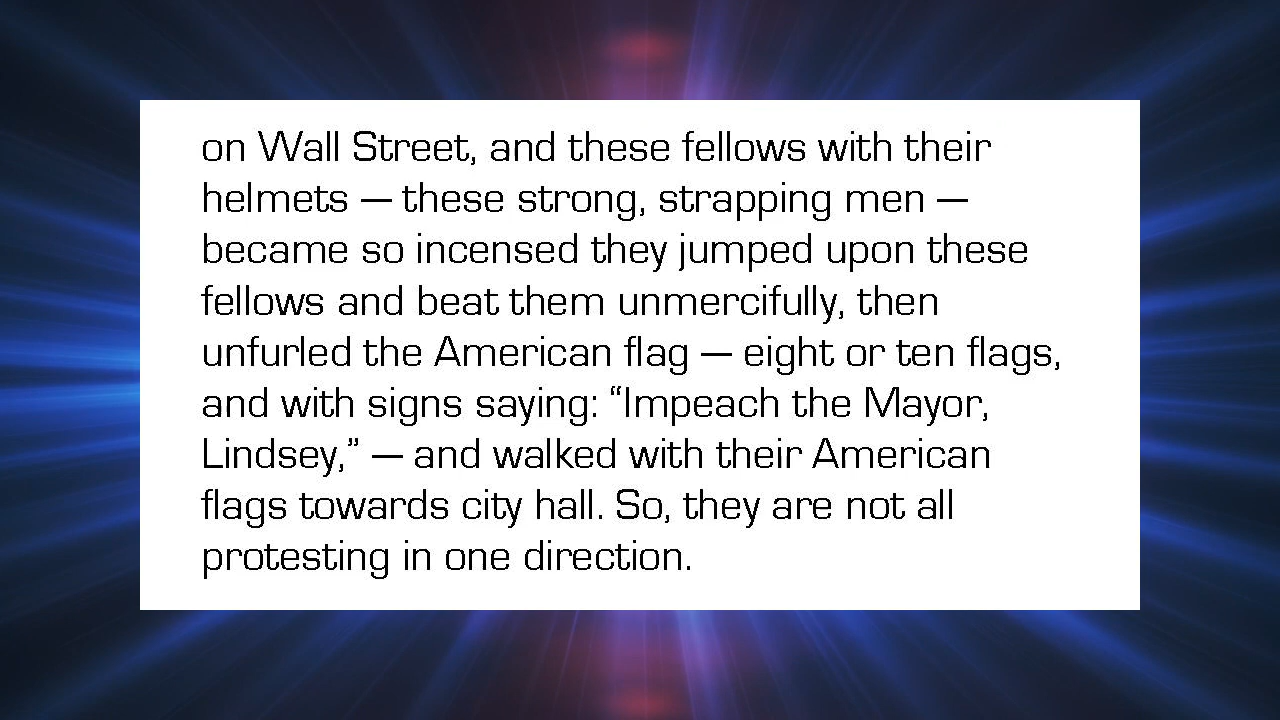 on Wall Street, and these fellows with their
helmets — these strong, strapping men —
became so incensed they jumped upon these
fellows and beat them unmercifully, then
unfurled the American flag — eight or ten flags,
and with signs saying: “Impeach the Mayor,
Lindsey,” — and walked with their American
flags towards city hall. So, they are not all
protesting in one direction.